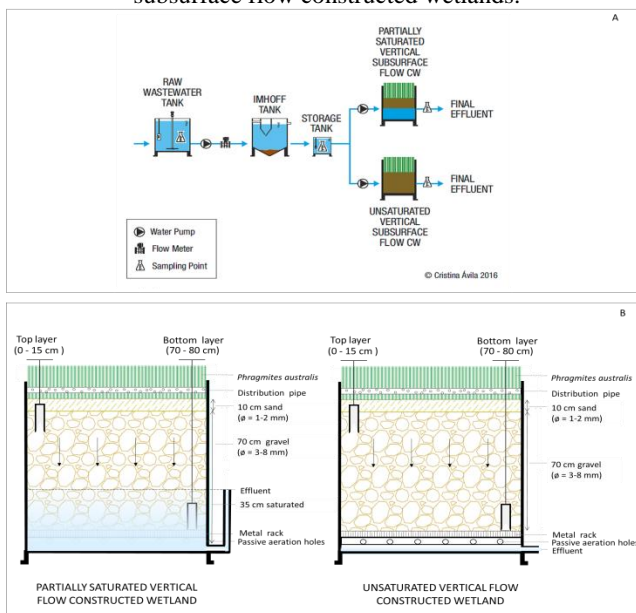 subsurface flow constructed wetlands.
A
PARTIALLY
SATURATED
VERTICAL
SUBSURFACE
FLOW CW
RAW
WASTEWATER
TANK
IMHOFF
TANK
STORAGE
TANK
FINAL
EFFLUENT
FINAL
EFFLUENT
UNSATURATED
VERTICAL
SUBSURFACE
FLOW CW
Water Pump
Flow Meter
Sampling Point
© Cristina Ávila 2016
B
Top layer
(0 - 15 cm )
Bottom layer
(70 - 80 cm)
Phragmites australis
Distribution pipe
10 cm sand
(ø = 1-2 mm)
70 cm gravel
(ø = 3-8 mm)
Effluent
35 cm saturated
Metal rack
Passive aeration holes
PARTIALLY SATURATED VERTICAL
FLOW CONSTRUCTED WETLAND
Top layer
(0 - 15 cm)
Bottom layer
(70 - 80 cm)
Phragmites australis
Distribution pipe
10 cm sand
(ø = 1-2 mm)
70 cm gravel
(ø = 3-8 mm)
Metal rack
Passive aeration holes
Effluent
UNSATURATED VERTICAL FLOW
CONSTRUCTED WETLAND